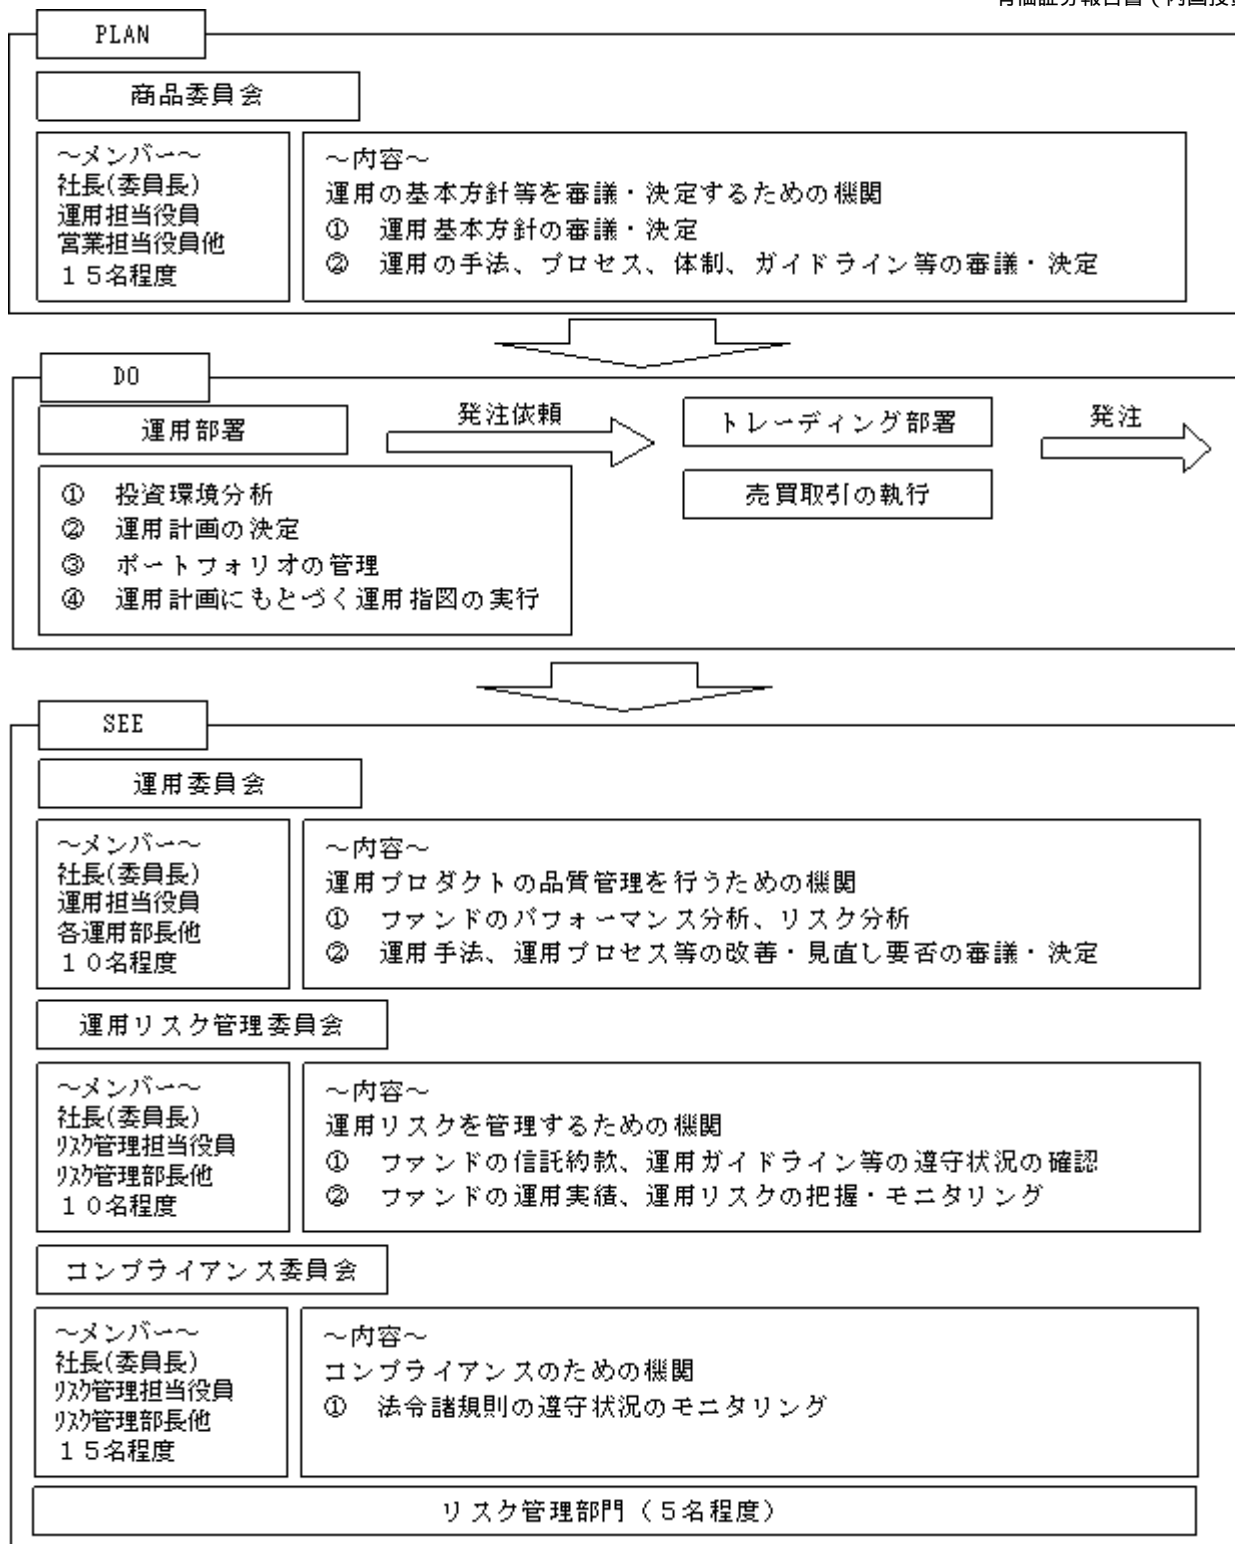 PLAN
商品委員会
～メンバー～
社長(委員長)
運用担当役員
営業担当役員他
１５名程度
～内容～
運用の基本方針等を審議・決定するための機関
①　運用基本方針の審議・決定
②　運用の手法、プロセス、体制、ガイドライン等の審議・決定
DO
運用部署
発注依頼
トレーディング部署
発注
売買取引の執行
①　投資環境分析
②　運用計画の決定
③　ポートフォリオの管理
④　運用計画にもとづく運用指図の実行
SEE
運用委員会
～メンバー～
社長(委員長)
運用担当役員
各運用部長他
１０名程度
～内容～
運用プロダクトの品質管理を行うための機関
①　ファンドのパフォーマンス分析、リスク分析
②　運用手法、運用プロセス等の改善・見直し要否の審議・決定
運用リスク管理委員会
～メンバー～
社長(委員長)
ﾘｽｸ管理担当役員
ﾘｽｸ管理部長他
１０名程度
～内容～
運用リスクを管理するための機関
①　ファンドの信託約款、運用ガイドライン等の遵守状況の確認
②　ファンドの運用実績、運用リスクの把握・モニタリング
コンプライアンス委員会
～メンバー～
社長(委員長)
ﾘｽｸ管理担当役員
ﾘｽｸ管理部長他
１５名程度
～内容～
コンプライアンスのための機関
①　法令諸規則の遵守状況のモニタリング
リスク管理部門（５名程度）